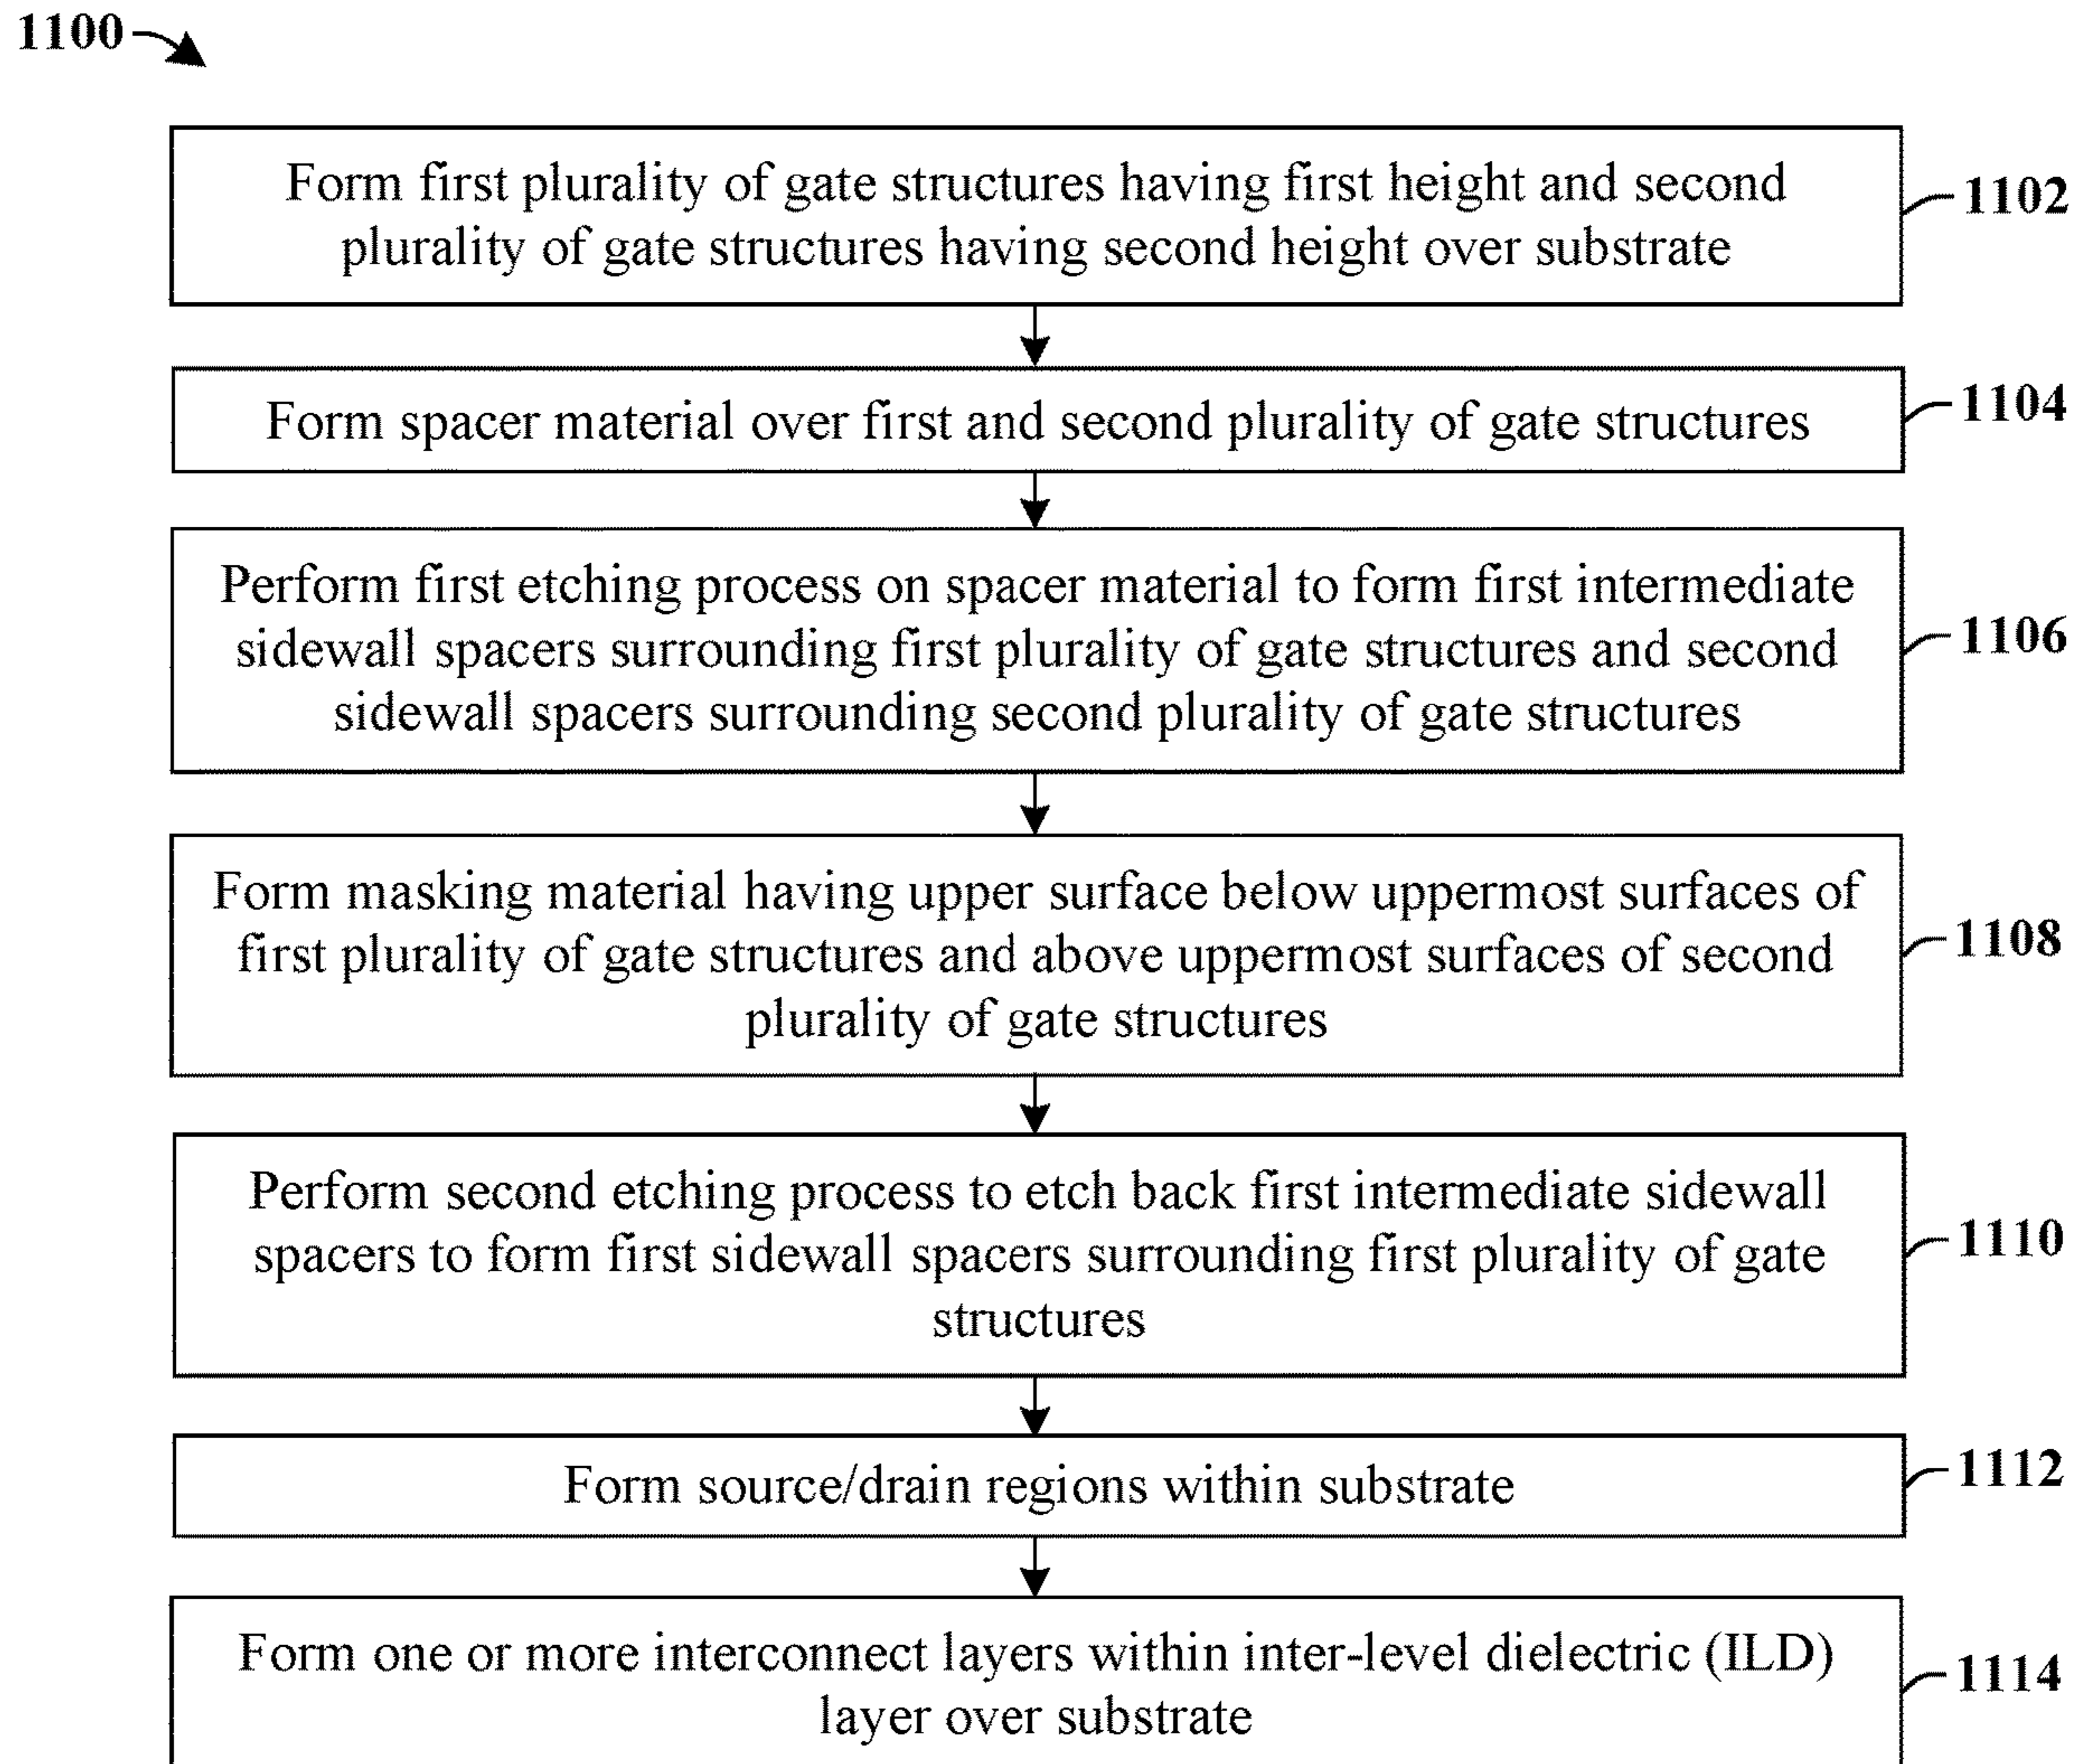 1100
Form first plurality of gate structures having first height and second
plurality of gate structures having second height over substrate
1102
Form spacer material over first and second plurality of gate structures
1104
Perform first etching process on spacer material to form first intermediate
sidewall spacers surrounding first plurality of gate structures and second
sidewall spacers surrounding second plurality of gate structures
1106
Form masking material having upper surface below uppermost surfaces of
first plurality of gate structures and above uppermost surfaces of second
plurality of gate structures
1108
Perform second etching process to etch back first intermediate sidewall
spacers to form first sidewall spacers surrounding first plurality of gate
structures
1110
Form source/drain regions within substrate
1112
Form one or more interconnect layers within inter-level dielectric (ILD)
layer over substrate
1114